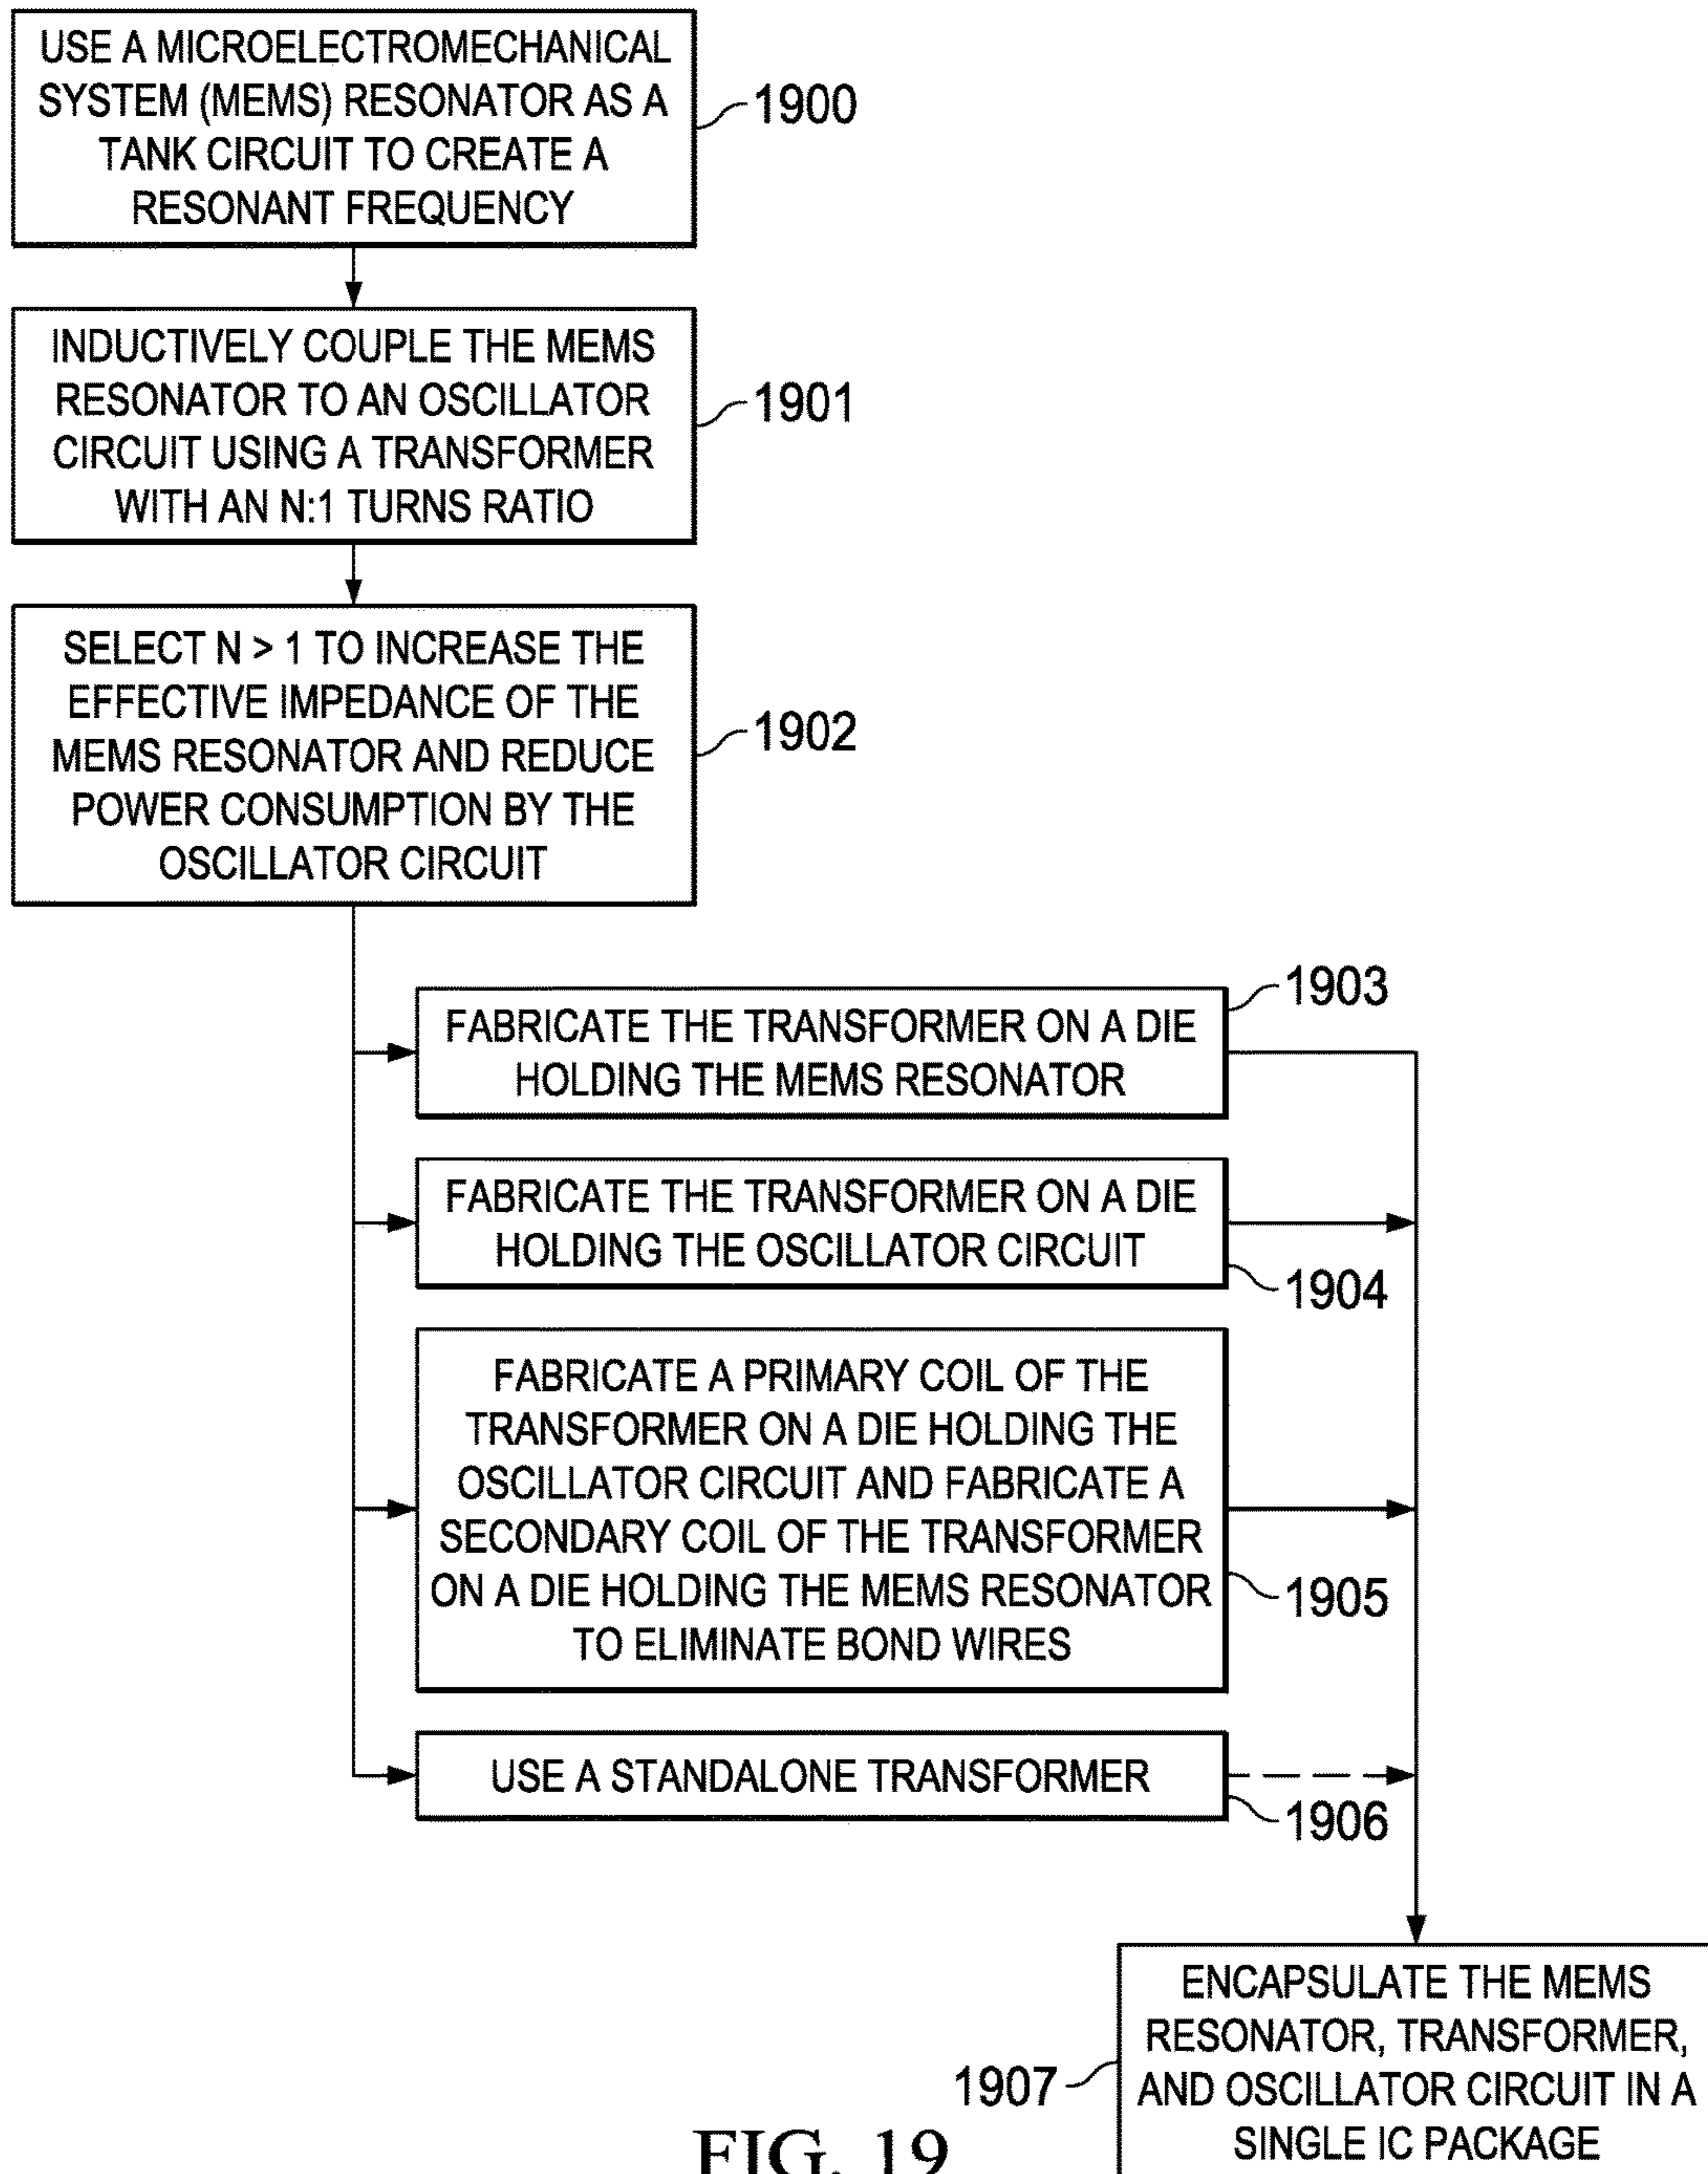 USE A MICROELECTROMECHANICAL
SYSTEM (MEMS) RESONATOR AS A
TANK CIRCUIT TO CREATE A
RESONANT FREQUENCY
1900
INDUCTIVELY COUPLE THE MEMS
RESONATOR TO AN OSCILLATOR
CIRCUIT USING A TRANSFORMER
WITH AN N:1 TURNS RATIO
1901
SELECT N > 1 TO INCREASE THE
EFFECTIVE IMPEDANCE OF THE
MEMS RESONATOR AND REDUCE
POWER CONSUMPTION BY THE
OSCILLATOR CIRCUIT
1902
FABRICATE THE TRANSFORMER ON A DIE
HOLDING THE MEMS RESONATOR
1903
FABRICATE THE TRANSFORMER ON A DIE
HOLDING THE OSCILLATOR CIRCUIT
1904
FABRICATE A PRIMARY COIL OF THE
TRANSFORMER ON A DIE HOLDING THE
OSCILLATOR CIRCUIT AND FABRICATE A
SECONDARY COIL OF THE TRANSFORMER
ON A DIE HOLDING THE MEMS RESONATOR
TO ELIMINATE BOND WIRES
1905
USE A STANDALONE TRANSFORMER
1906
ENCAPSULATE THE MEMS
RESONATOR, TRANSFORMER,
AND OSCILLATOR CIRCUIT IN A
SINGLE IC PACKAGE
1907
FIG. 19